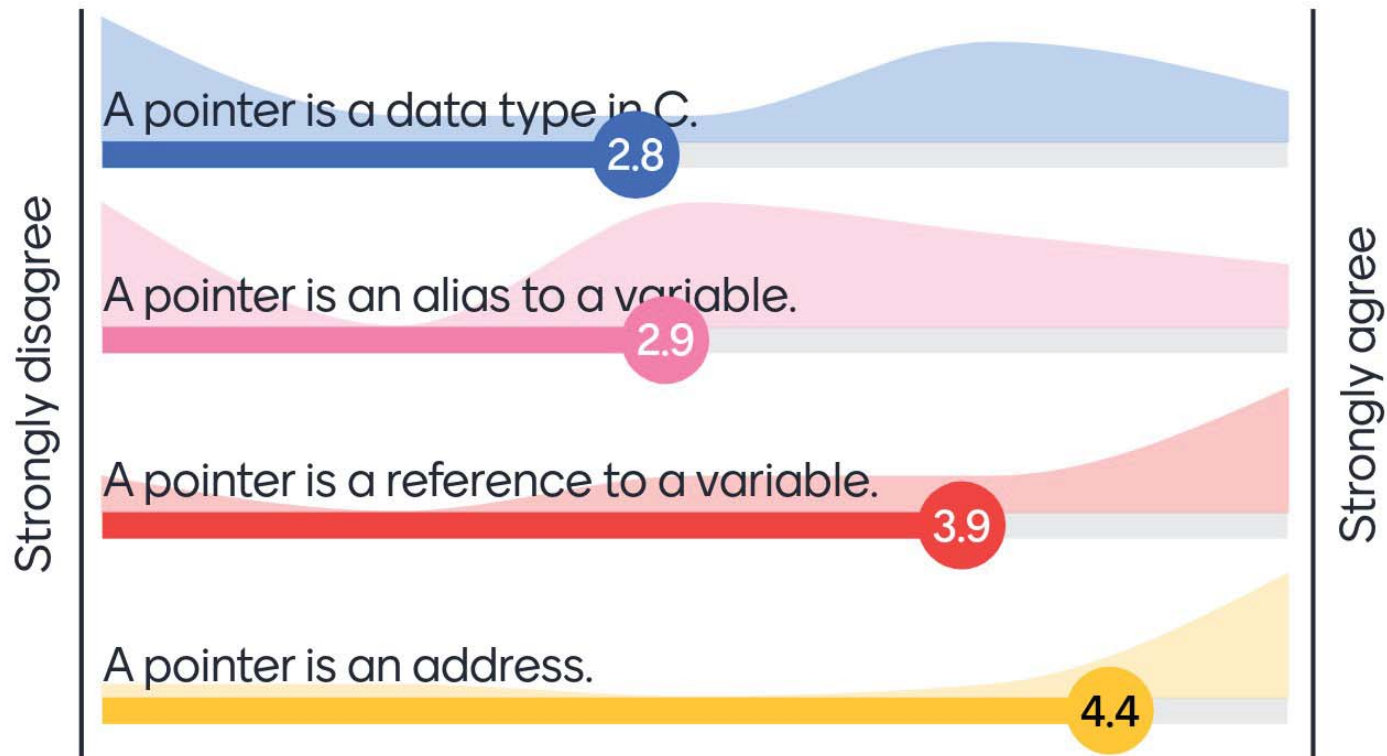 Strongly disagree
A pointer is a data type in C.
2.8
A pointer is an alias to a variable.
2.9
A pointer is a reference to a variable.
3.9
A pointer is an address.
4.4
Strongly agree